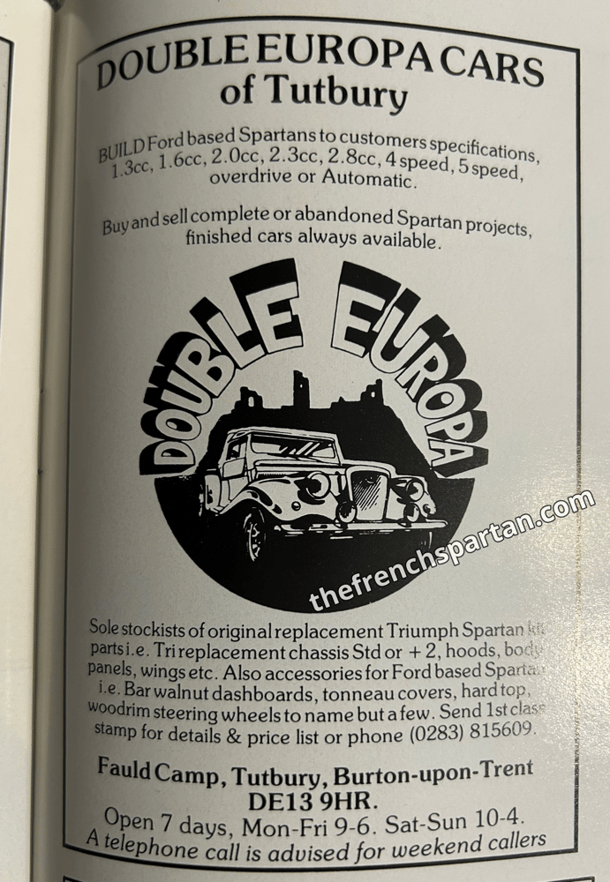 DOUBLE EUROPA CARS
of Tutbury
BUILD Ford based Spartans to customers specifications,
1.3cc, 1.6cc, 2.0cc, 2.3cc, 2.8cc, 4 speed, 5 speed,
overdrive or Automatic.
Buy and sell complete or abandoned Spartan projects,
finished cars always available.
DOUBLE EUROPA
thefrenchspartan.com
Sole stockists of original replacement Triumph Spartan kit
parts i.e. Tri replacement chassis Std or + 2, hoods, body
panels, wings etc. Also accessories for Ford based Sparta
i.e. Bar walnut dashboards, tonneau covers, hard top,
woodrim steering wheels to name but a few. Send 1st class
stamp for details & price list or phone (0283) 815609.
Fauld Camp, Tutbury, Burton-upon-Trent
DE13 9HR.
Open 7 days, Mon-Fri 9-6. Sat-Sun 10-4.
A telephone call is advised for weekend callers